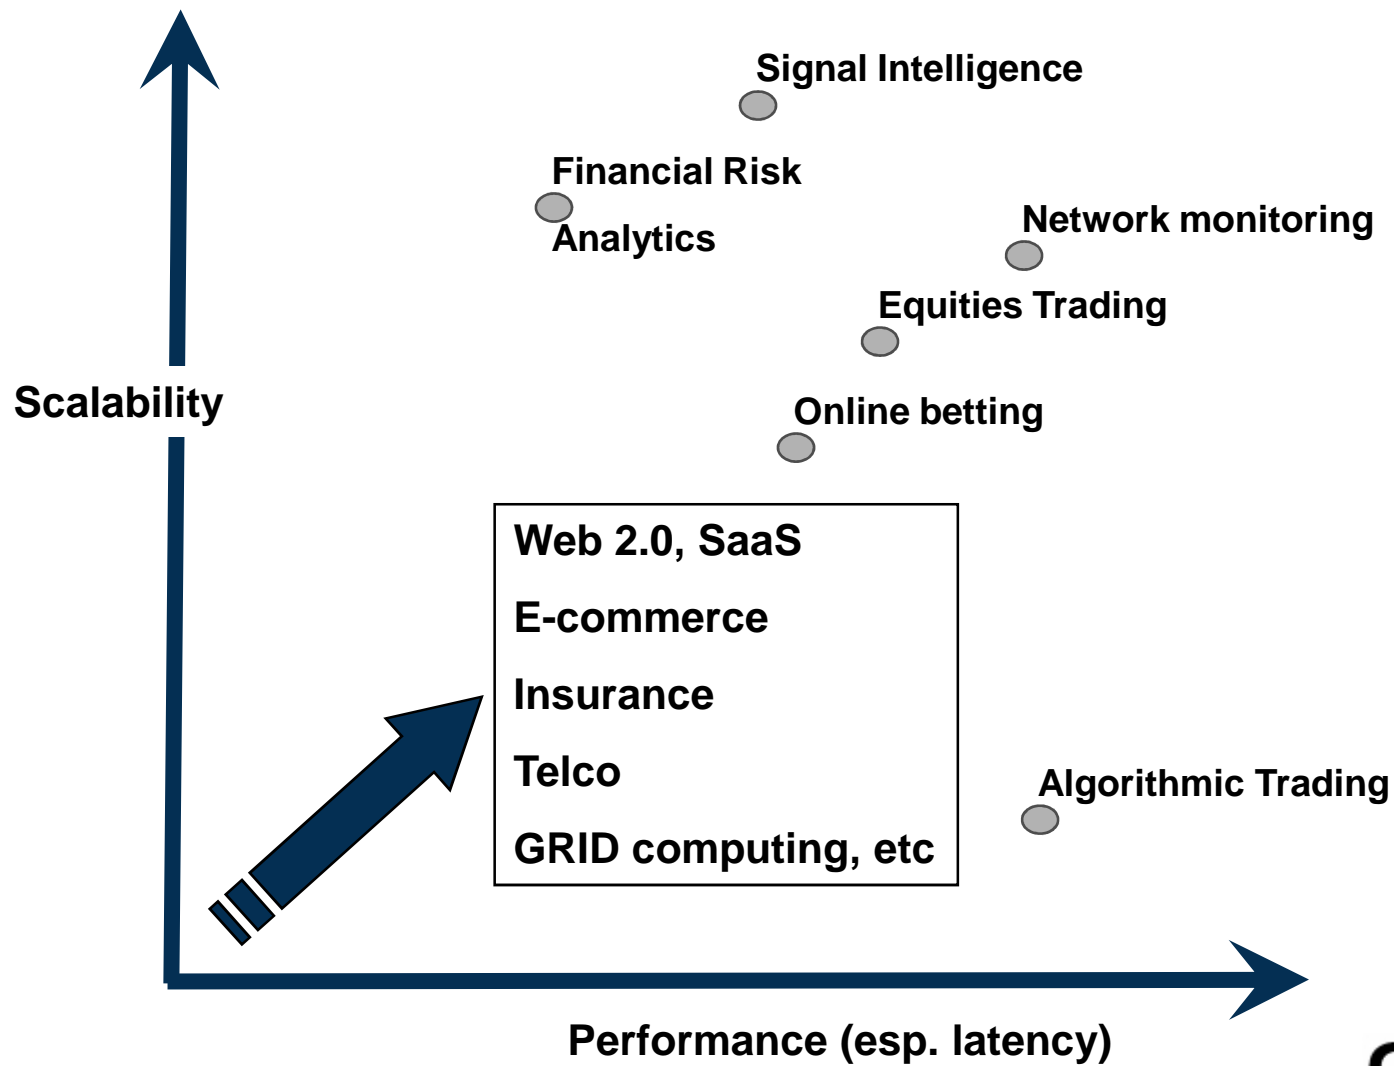 Signal Intelligence
Financial Risk
Analytics
Network monitoring
Equities Trading
Scalability
Online betting
Web 2.0, SaaS
E-commerce
Insurance
Telco
GRID computing, etc
Algorithmic Trading
Performance (esp. latency)